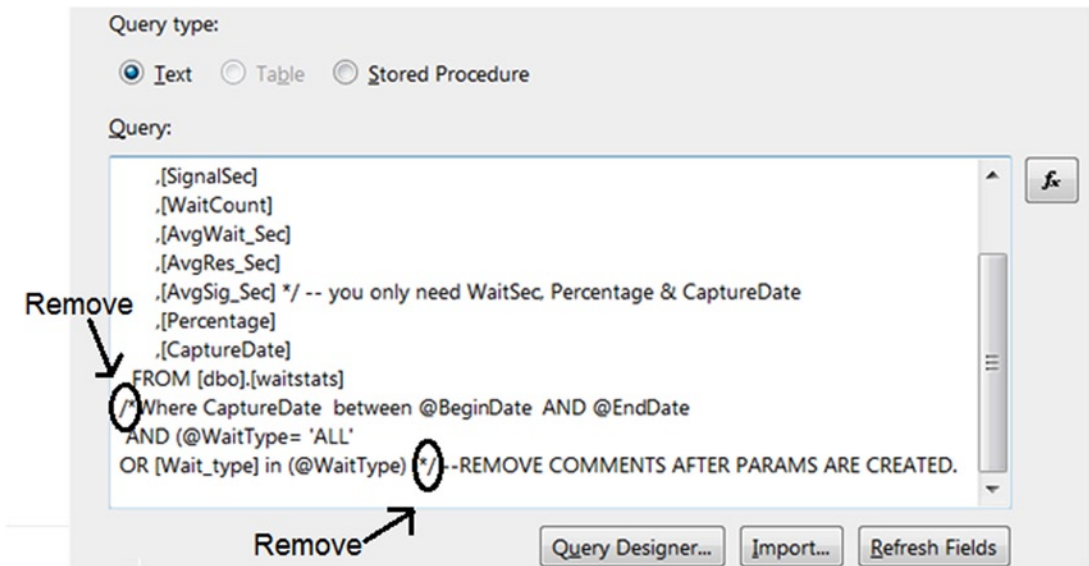 Query type:
Text Table Stored Procedure
Query:
,[SignalSec]
,[WaitCount]
,[AvgWait_Sec]
,[AvgRes_Sec]
,[AvgSig_Sec] */ -- you only need WaitSec, Percentage & CaptureDate
Remove
,[Percentage]
,[CaptureDate]
FROM [dbo].[waitstats]
/*Where CaptureDate between @BeginDate AND @EndDate
AND (@WaitType= 'ALL'
OR [Wait_type] in (@WaitType) */ --REMOVE COMMENTS AFTER PARAMS ARE CREATED.
Remove
Query Designer... Import... Refresh Fields
fx